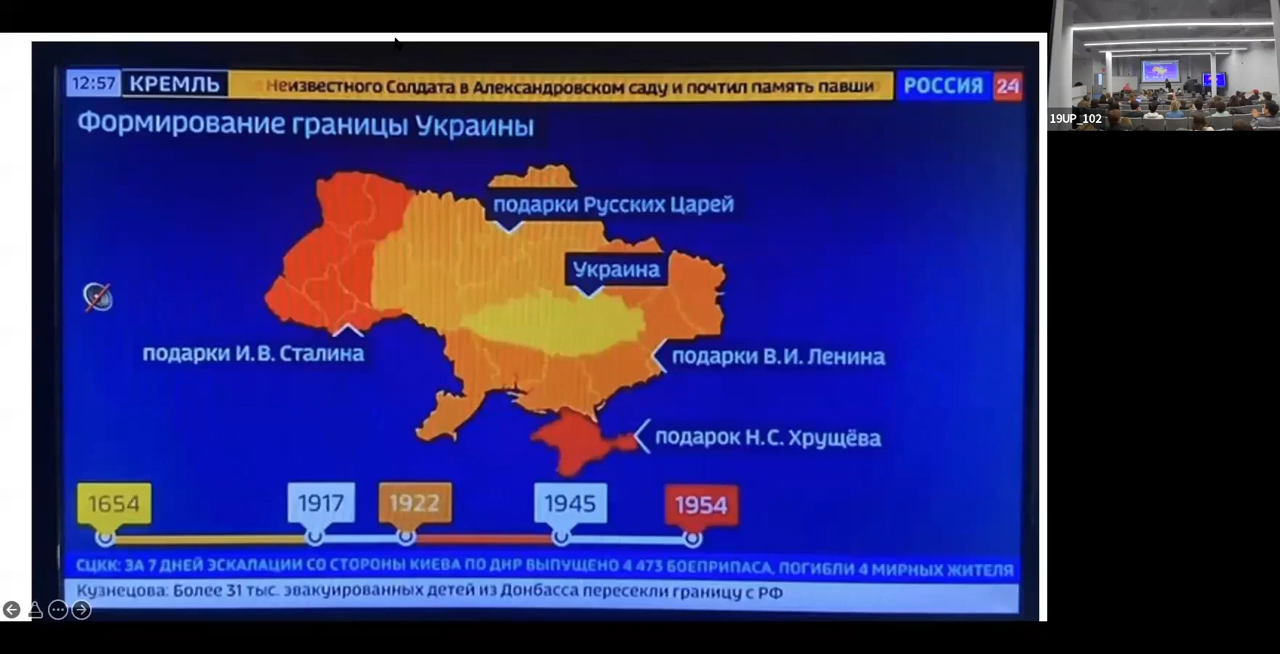 12:57 КРЕМЛЬ Неизвестного Солдата в Александровском саду и почтил память павши РОССИЯ 24
Формирование границы Украины
подарки Русских Царей
Украина
подарки И.В. Сталина
подарки В.И. Ленина
подарок Н.С. Хрущёва
1654 1917 1922 1945 1954
СЦКК: ЗА 7 ДНЕЙ ЭСКАЛАЦИИ СО СТОРОНЫ КИЕВА ПО ДНР ВЫПУЩЕНО 4 473 БОЕПРИПАСА, ПОГИБЛИ 4 МИРНЫХ ЖИТЕЛЯ
Кузнецова: Более 31 тыс. эвакуированных детей из Донбасса пересекли границу с РФ
19UP_102